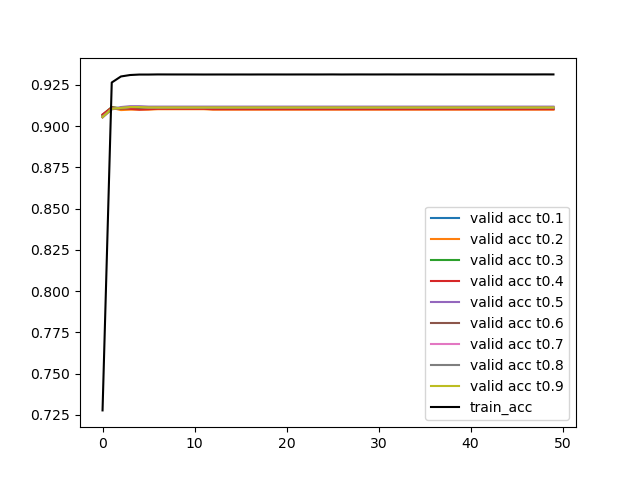 0.925
0.900
0.875
0.850
0.825
0.800
0.775
0.750
0.725
valid acc t0.1
valid acc t0.2
valid acc t0.3
valid acc t0.4
valid acc t0.5
valid acc t0.6
valid acc t0.7
valid acc t0.8
valid acc t0.9
train_acc
0 10 20 30 40 50